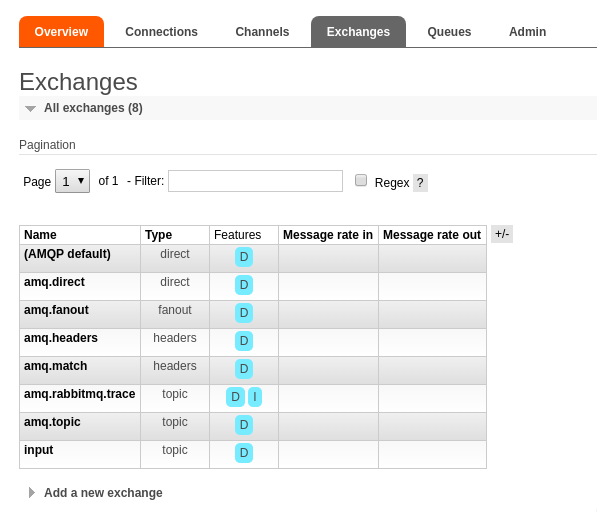 Overview Connections Channels Exchanges Queues Admin
Exchanges
All exchanges (8)
Pagination
Page 1 of 1 - Filter: Regex ?
Name Type Features Message rate in Message rate out +/-
(AMQP default) direct D
amq.direct direct D
amq.fanout fanout D
amq.headers headers D
amq.match headers D
amq.rabbitmq.trace topic D I
amq.topic topic D
input topic D
Add a new exchange